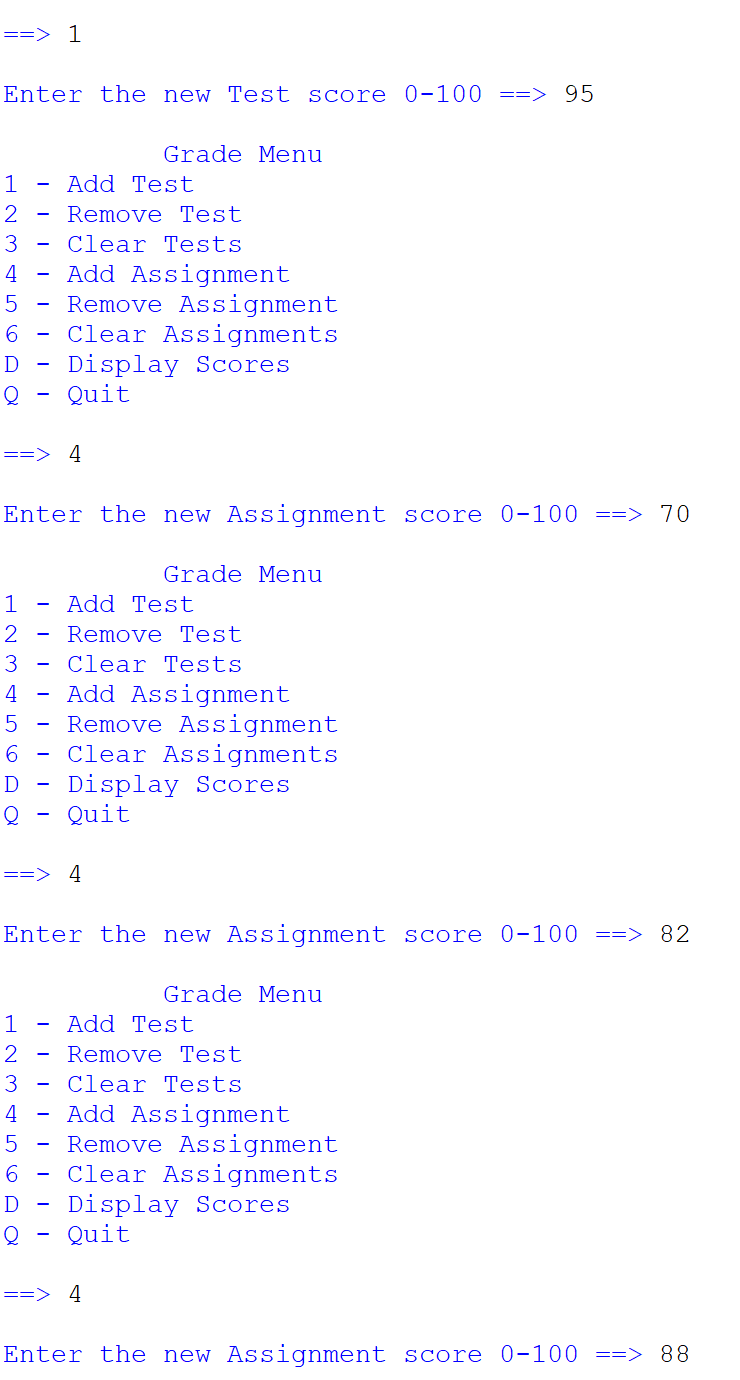 ==> 1
Enter the new Test score 0-100 ==> 95
Grade Menu
1 - Add Test
2 - Remove Test
3 - Clear Tests
4 - Add Assignment
5 - Remove Assignment
6 - Clear Assignments
D - Display Scores
Q - Quit
==> 4
Enter the new Assignment score 0-100 ==> 70
Grade Menu
1 - Add Test
2 - Remove Test
3 - Clear Tests
4 - Add Assignment
5 - Remove Assignment
6 - Clear Assignments
D - Display Scores
Q - Quit
==> 4
Enter the new Assignment score 0-100 ==> 82
Grade Menu
1 - Add Test
2 - Remove Test
3 - Clear Tests
4 - Add Assignment
5 - Remove Assignment
6 - Clear Assignments
D - Display Scores
Q - Quit
==> 4
Enter the new Assignment score 0-100 ==> 88